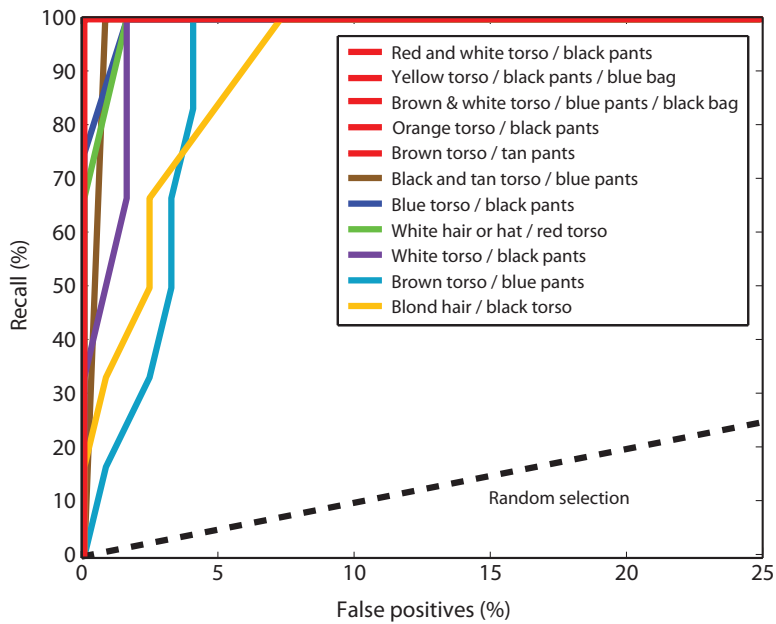 100
90
80
70
60
50
40
30
20
10
0
Recall (%)
Red and white torso / black pants
Yellow torso / black pants / blue bag
Brown & white torso / blue pants / black bag
Orange torso / black pants
Brown torso / tan pants
Black and tan torso / blue pants
Blue torso / black pants
White hair or hat / red torso
White torso / black pants
Brown torso / blue pants
Blond hair / black torso
Random selection
0 5 10 15 20 25
False positives (%)